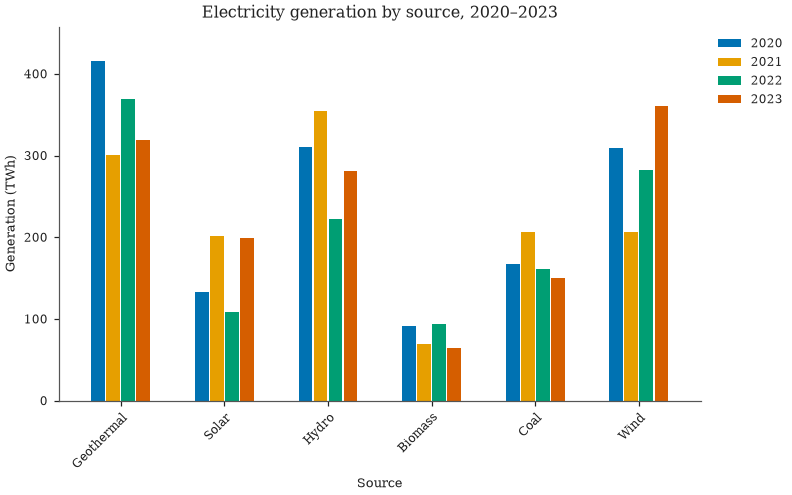 Electricity generation by source, 2020–2023
2020
2021
2022
2023
Generation (TWh)
400
300
200
100
0
Geothermal
Solar
Hydro
Biomass
Coal
Wind
Source